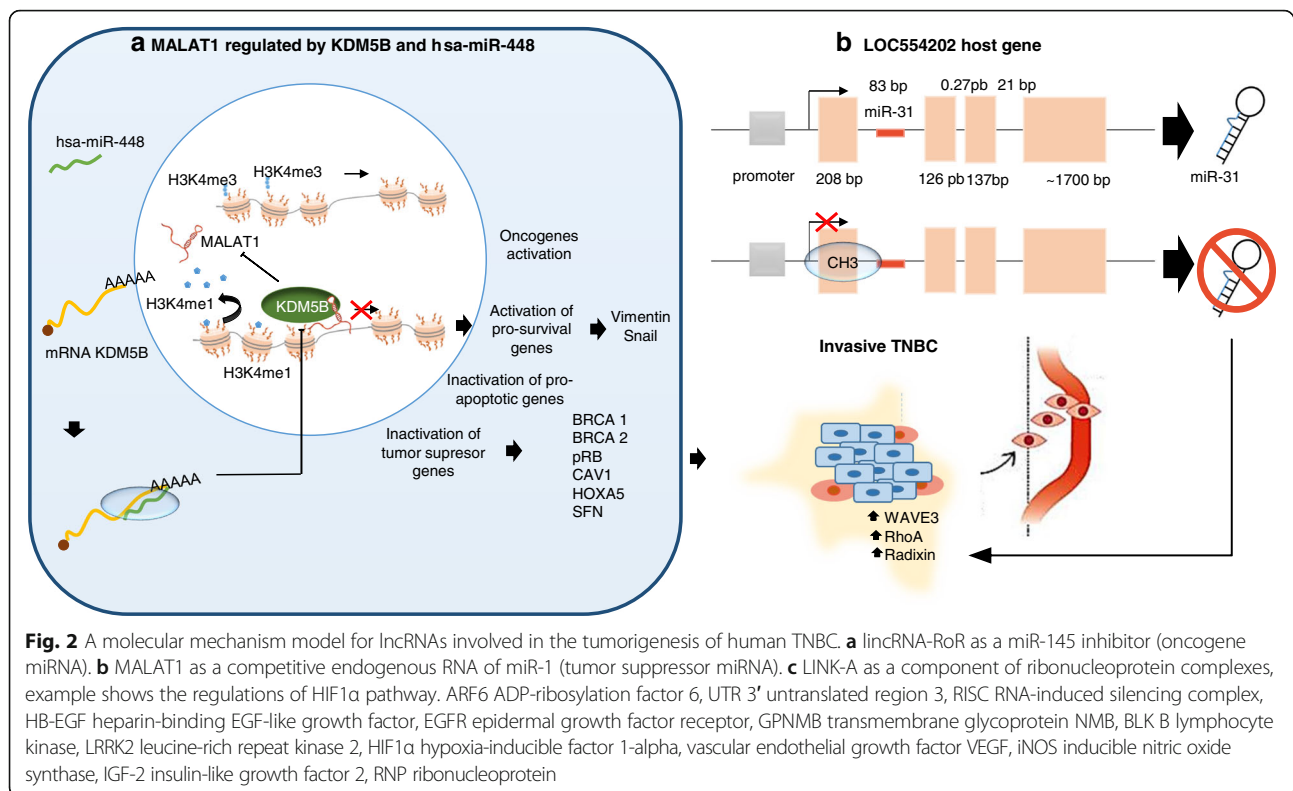 a MALAT1 regulated by KDM5B and hsa-miR-448
hsa-miR-448
H3K4me3
H3K4me3
MALAT1
AAAAA
H3K4me1
KDM5B
mRNA KDM5B
H3K4me1
AAAAA
Oncogenes
activation
Activation of
pro-survival
genes
Vimentin
Snail
Inactivation of pro-
apoptotic genes
Inactivation of
tumor supresor
genes
BRCA 1
BRCA 2
pRB
CAV1
HOXA5
SFN
b LOC554202 host gene
83 bp
0.27pb
21 bp
miR-31
promoter
208 bp
126 pb
137bp
~1700 bp
miR-31
CH3
Invasive TNBC
WAVE3
RhoA
Radixin
Fig. 2 A molecular mechanism model for lncRNAs involved in the tumorigenesis of human TNBC. a lincRNA-RoR as a miR-145 inhibitor (oncogene
miRNA). b MALAT1 as a competitive endogenous RNA of miR-1 (tumor suppressor miRNA). c LINK-A as a component of ribonucleoprotein complexes,
example shows the regulations of HIF1α pathway. ARF6 ADP-ribosylation factor 6, UTR 3′ untranslated region 3, RISC RNA-induced silencing complex,
HB-EGF heparin-binding EGF-like growth factor, EGFR epidermal growth factor receptor, GPNMB transmembrane glycoprotein NMB, BLK B lymphocyte
kinase, LRRK2 leucine-rich repeat kinase 2, HIF1α hypoxia-inducible factor 1-alpha, vascular endothelial growth factor VEGF, iNOS inducible nitric oxide
synthase, IGF-2 insulin-like growth factor 2, RNP ribonucleoprotein